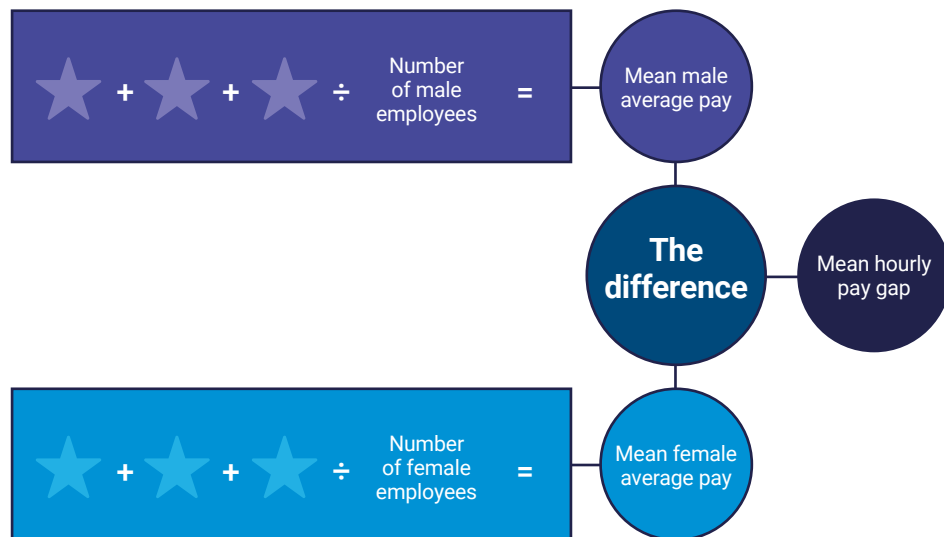 + + ÷ Number
of male
employees =
Mean male
average pay
The
difference
Mean hourly
pay gap
+ + ÷ Number
of female
employees =
Mean female
average pay